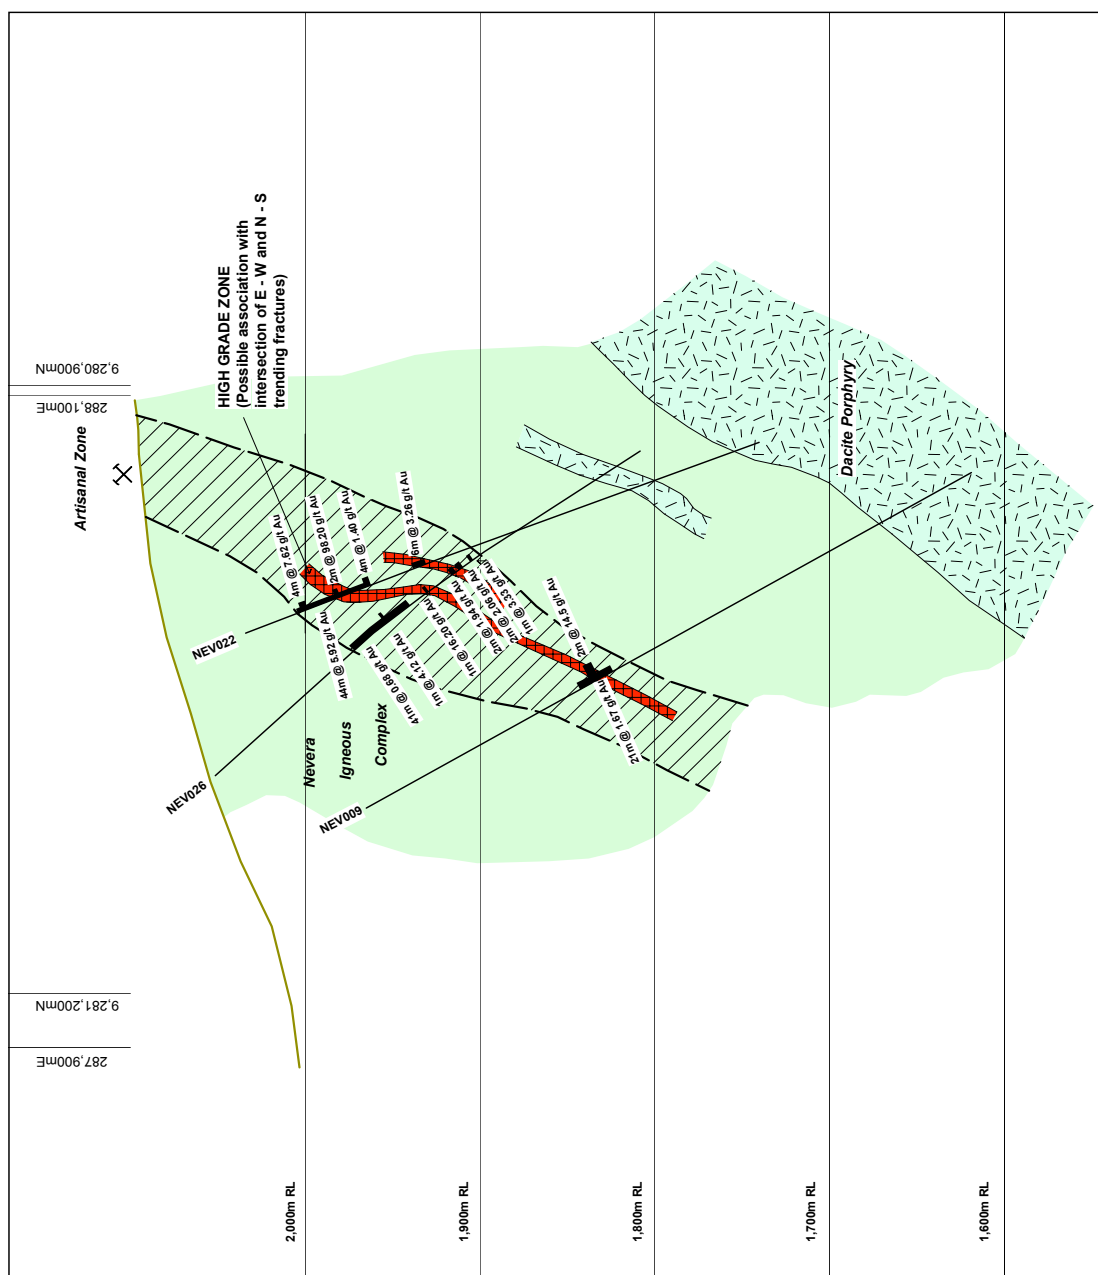 9,280,900mN
288,100mE
Artisanal Zone
HIGH GRADE ZONE
(Possible association with
intersection of E - W and N - S
trending fractures)
4m @ 7.62 g/t Au
2m @ 98.20 g/t Au
4m @ 1.40 g/t Au
6m @ 3.26 g/t Au
NEV022
44m @ 5.92 g/t Au
41m @ 0.68 g/t Au
1m @ 4.12 g/t Au
1m @ 16.20 g/t Au
2m @ 1.94 g/t Au
2m @ 2.06 g/t Au
1m @ 3.33 g/t Au
2m @ 14.5 g/t Au
21m @ 1.67 g/t Au
Nevera
Igneous
Complex
NEV026
NEV009
Dacite Porphyry
9,281,200mN
287,900mE
2,000m RL
1,900m RL
1,800m RL
1,700m RL
1,600m RL